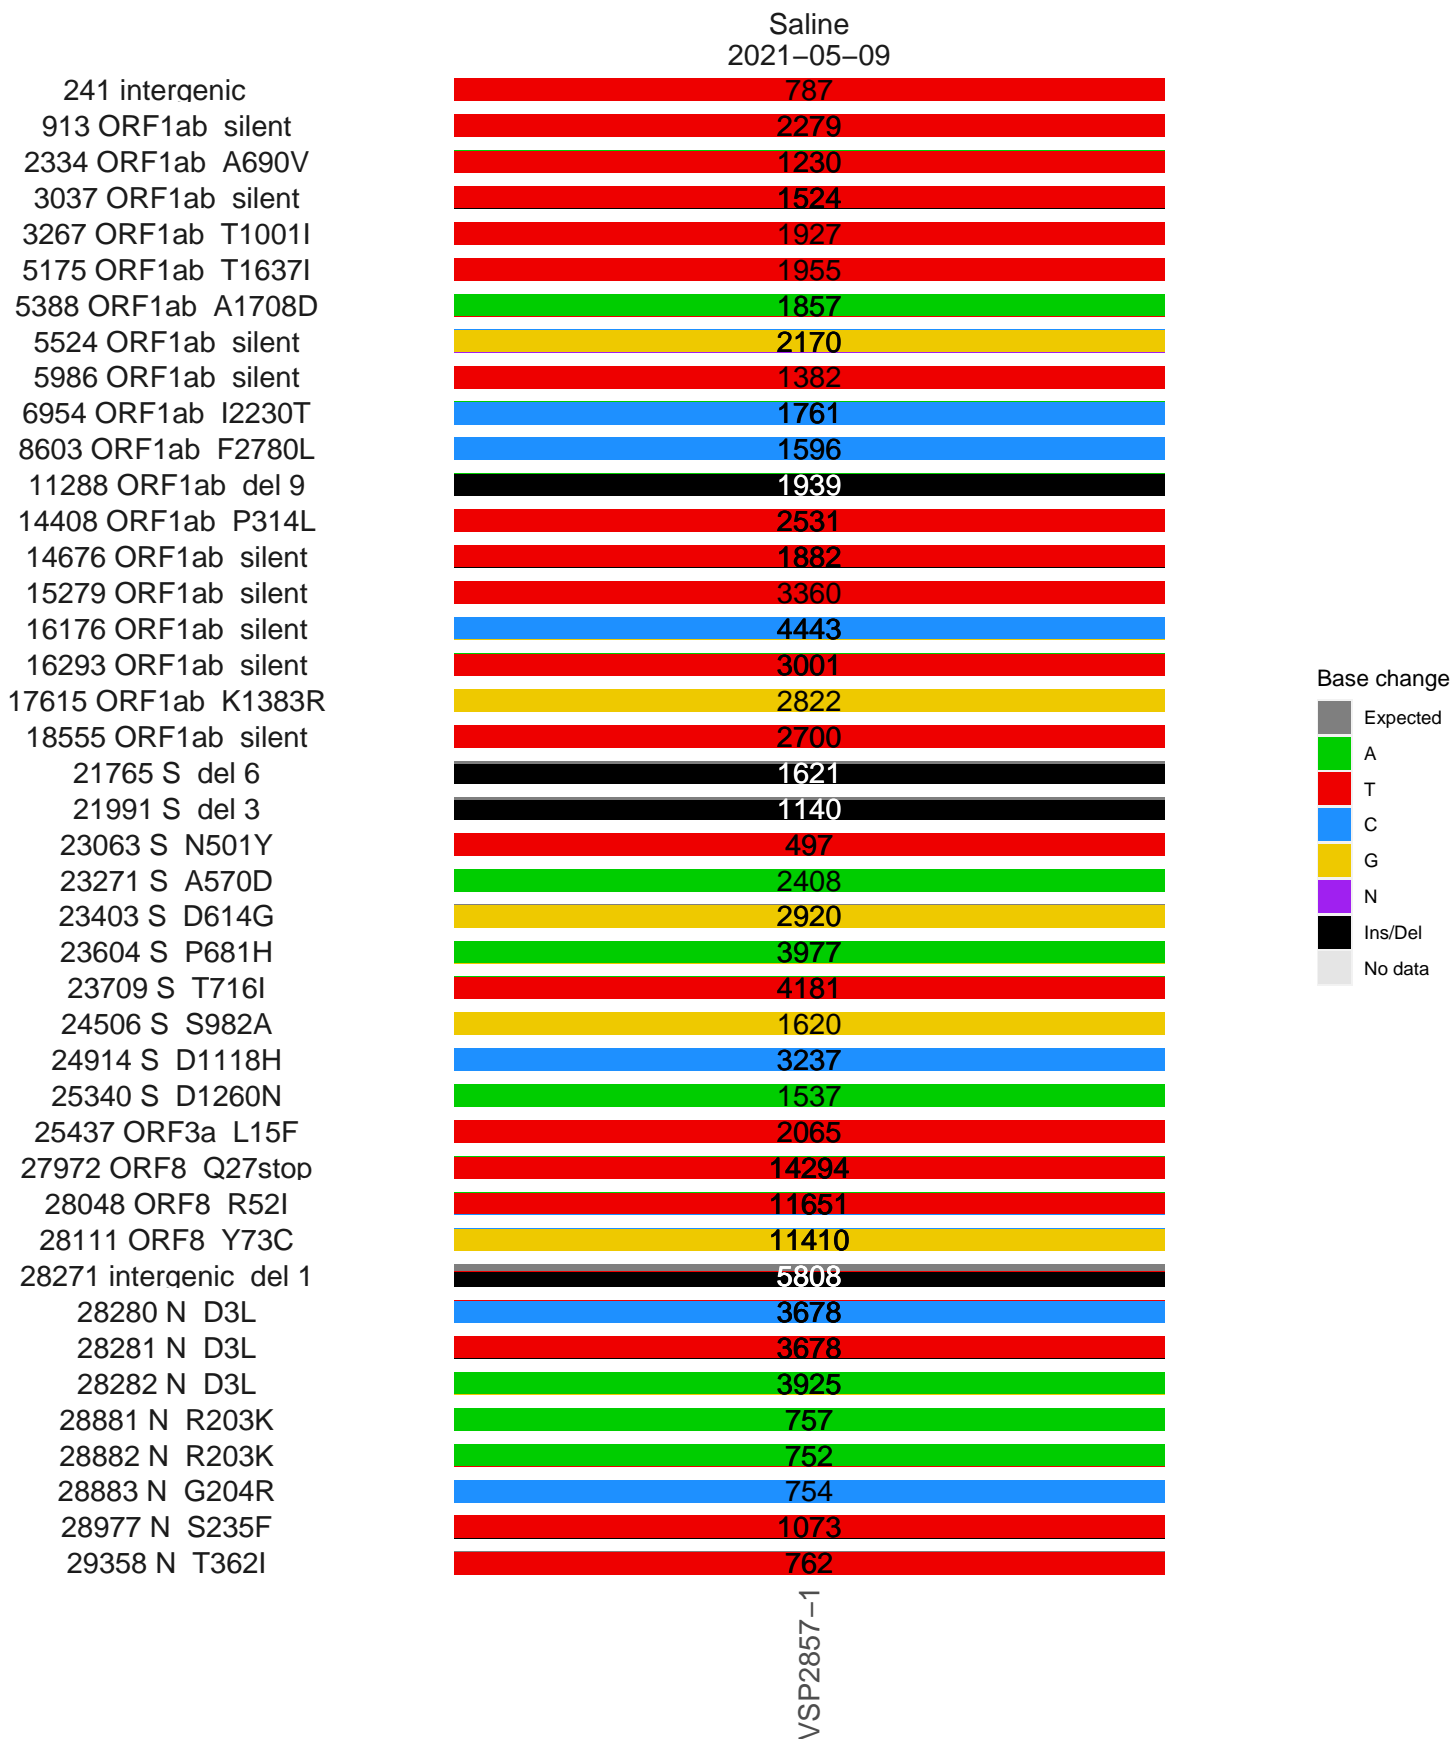 Saline
2021−05−09
241 intergenic 787
913 ORF1ab silent 2279
2334 ORF1ab A690V 1230
3037 ORF1ab silent 1524
3267 ORF1ab T1001I 1927
5175 ORF1ab T1637I 1955
5388 ORF1ab A1708D 1857
5524 ORF1ab silent 2170
5986 ORF1ab silent 1382
6954 ORF1ab I2230T 1761
8603 ORF1ab F2780L 1596
11288 ORF1ab del 9 1939
14408 ORF1ab P314L 2531
14676 ORF1ab silent 1882
15279 ORF1ab silent 3360
16176 ORF1ab silent 4443
16293 ORF1ab silent 3001
17615 ORF1ab K1383R 2822
18555 ORF1ab silent 2700
21765 S del 6 1621
21991 S del 3 1140
23063 S N501Y 497
23271 S A570D 2408
23403 S D614G 2920
23604 S P681H 3977
23709 S T716I 4181
24506 S S982A 1620
24914 S D1118H 3237
25340 S D1260N 1537
25437 ORF3a L15F 2065
27972 ORF8 Q27stop 14294
28048 ORF8 R52I 11651
28111 ORF8 Y73C 11410
28271 intergenic del 1 5808
28280 N D3L 3678
28281 N D3L 3678
28282 N D3L 3925
28881 N R203K 757
28882 N R203K 752
28883 N G204R 754
28977 N S235F 1073
29358 N T362I 762
VSP2857−1
Base change
Expected
A
T
C
G
N
Ins/Del
No data